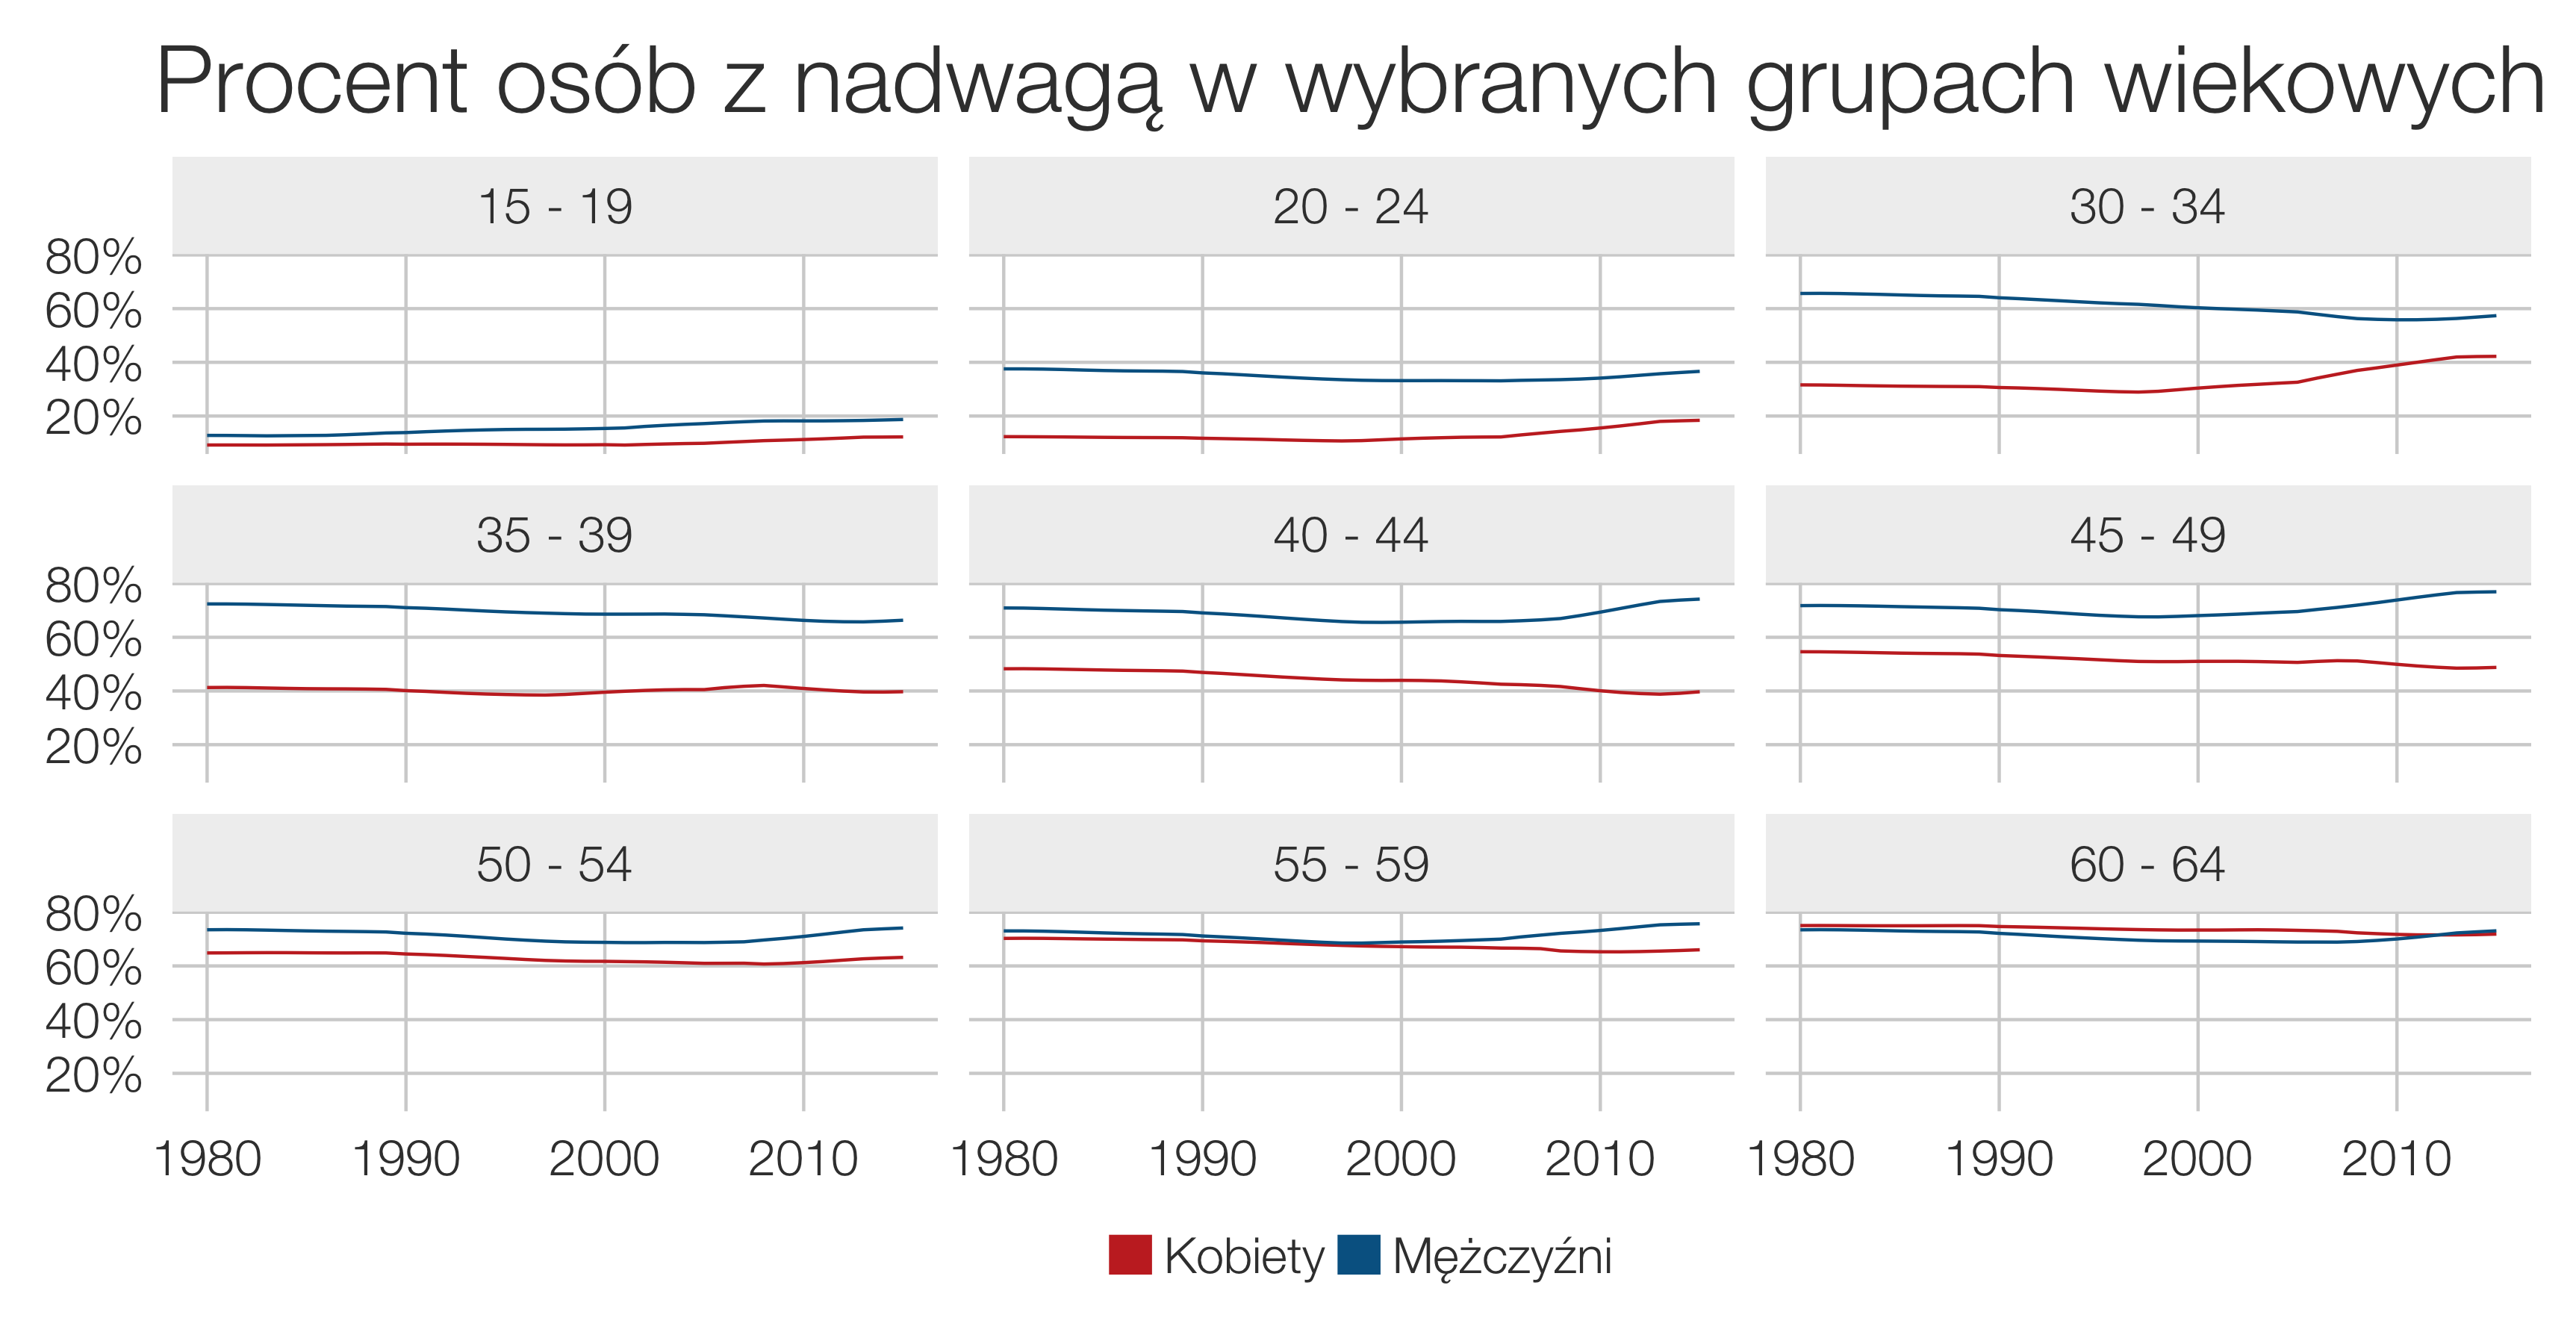 Procent osób z nadwagą w wybranych grupach wiekowych
15 - 19
20 - 24
30 - 34
80%
60%
40%
20%
35 - 39
40 - 44
45 - 49
80%
60%
40%
20%
50 - 54
55 - 59
60 - 64
80%
60%
40%
20%
1980 1990 2000 2010 1980 1990 2000 2010 1980 1990 2000 2010
Kobiety Mężczyźni